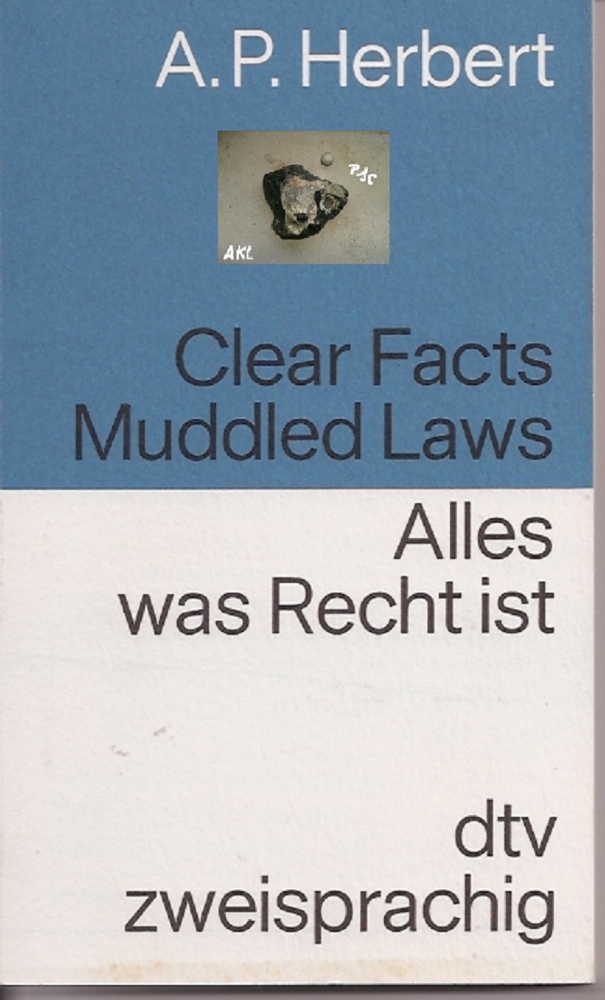 A.P. Herbert
PJC
AKL
Clear Facts
Muddled Laws
Alles
was Recht ist
dtv
zweisprachig